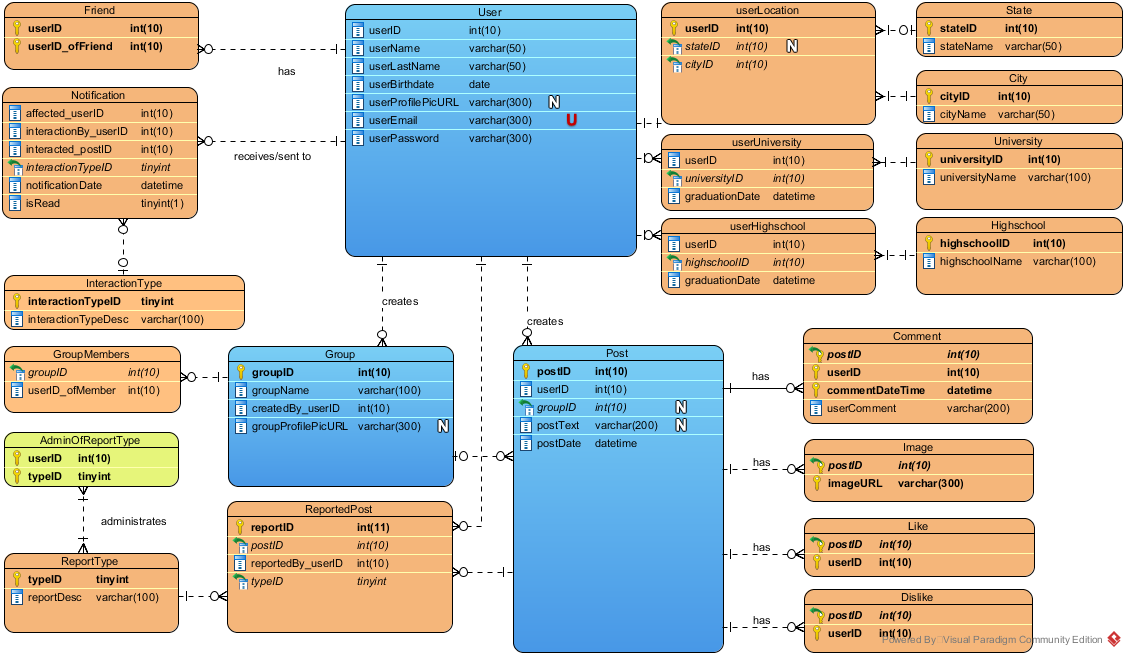 Friend
userID int(10)
userID_ofFriend int(10)
has
Notification
affected_userID int(10)
interactionBy_userID int(10)
interacted_postID int(10)
interactionTypeID tinyint
notificationDate datetime
isRead tinyint(1)
receives/sent to
InteractionType
interactionTypeID tinyint
interactionTypeDesc varchar(100)
User
userID int(10)
userName varchar(50)
userLastName varchar(50)
userBirthdate date
userProfilePicURL varchar(300) N
userEmail varchar(300) U
userPassword varchar(300)
userLocation
userID int(10)
stateID int(10) N
cityID int(10)
State
stateID int(10)
stateName varchar(50)
City
cityID int(10)
cityName varchar(50)
userUniversity
userID int(10)
universityID int(10)
graduationDate datetime
University
universityID int(10)
universityName varchar(100)
userHighschool
userID int(10)
highschoolID int(10)
graduationDate datetime
Highschool
highschoolID int(10)
highschoolName varchar(100)
creates
creates
GroupMembers
groupID int(10)
userID_ofMember int(10)
Group
groupID int(10)
groupName varchar(100)
createdBy_userID int(10)
groupProfilePicURL varchar(300) N
Post
postID int(10)
userID int(10)
groupID int(10) N
postText varchar(200) N
postDate datetime
has
Comment
postID int(10)
userID int(10)
commentDateTime datetime
userComment varchar(200)
AdminOfReportType
userID int(10)
typeID tinyint
administrates
ReportType
typeID tinyint
reportDesc varchar(100)
ReportedPost
reportID int(11)
postID int(10)
reportedBy_userID int(10)
typeID tinyint
has
Image
postID int(10)
imageURL varchar(300)
has
Like
postID int(10)
userID int(10)
has
Dislike
postID int(10)
userID int(10)
Powered By Visual Paradigm Community Edition